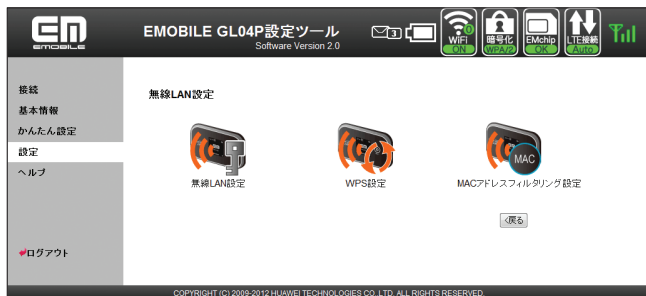 EM
EMOBILE
EMOBILE GL04P設定ツール
Software Version 2.0
3
WiFi
ON
暗号化
WPA/2
EMchip
OK
LTE接続
Auto
接続
基本情報
かんたん設定
設定
ヘルプ
ログアウト
無線LAN設定
無線LAN設定
WPS設定
MAC
MACアドレスフィルタリング設定
<戻る
COPYRIGHT (C) 2009-2012 HUAWEI TECHNOLOGIES CO. LTD. ALL RIGHTS RESERVED.